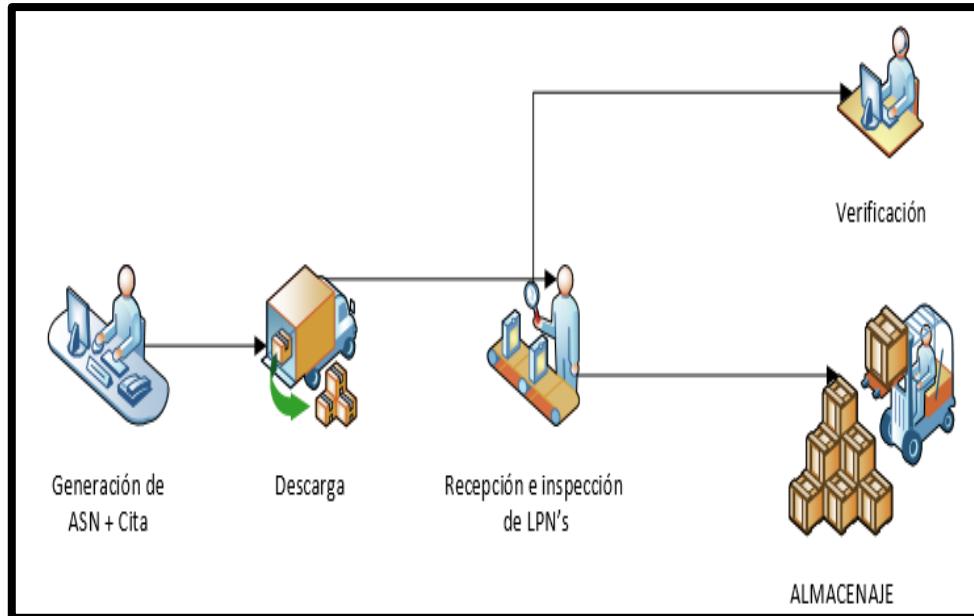 Verificación
Generación de
ASN + Cita
Descarga
Recepción e inspección
de LPN's
ALMACENAJE